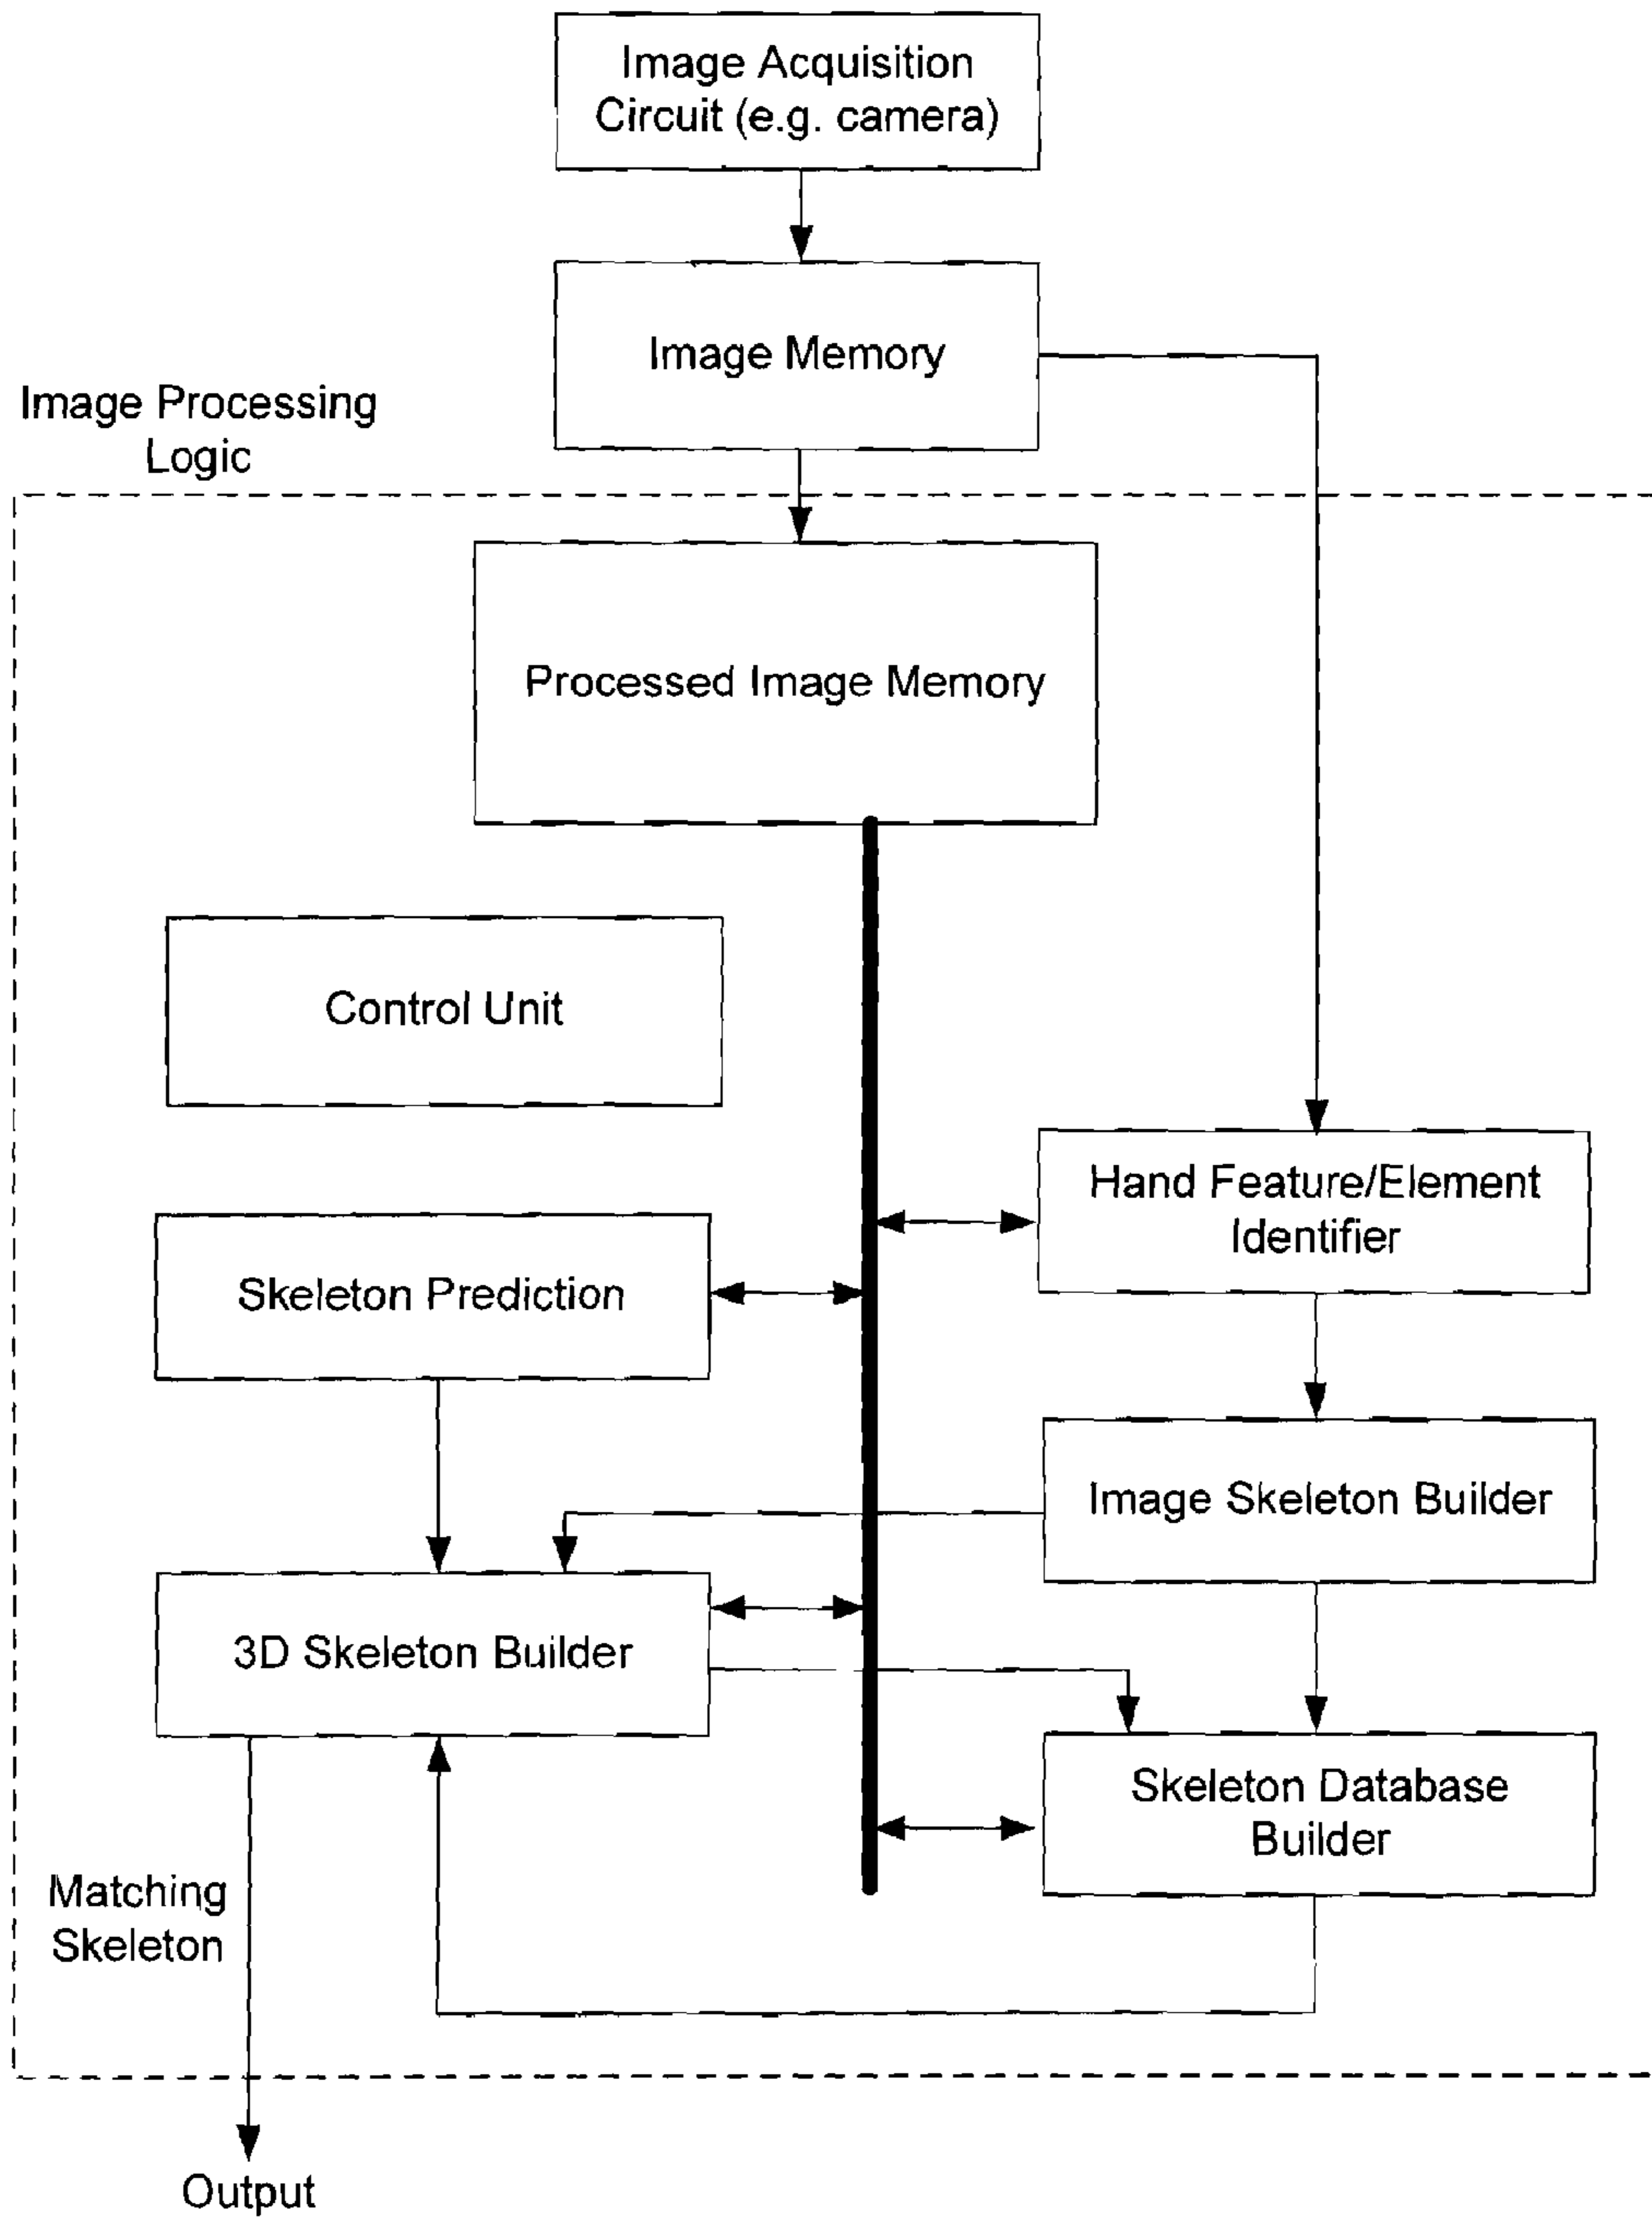 Image Acquisition
Circuit (e.g. camera)
Image Memory
Image Processing
Logic
Processed Image Memory
Control Unit
Hand Feature/Element
Identifier
Skeleton Prediction
Image Skeleton Builder
3D Skeleton Builder
Skeleton Database
Builder
Matching
Skeleton
Output